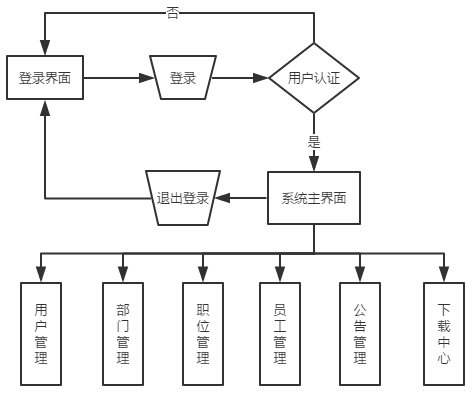 否
登录界面
登录
用户认证
是
退出登录
系统主界面
用户管理
部门管理
职位管理
员工管理
公告管理
下载中心